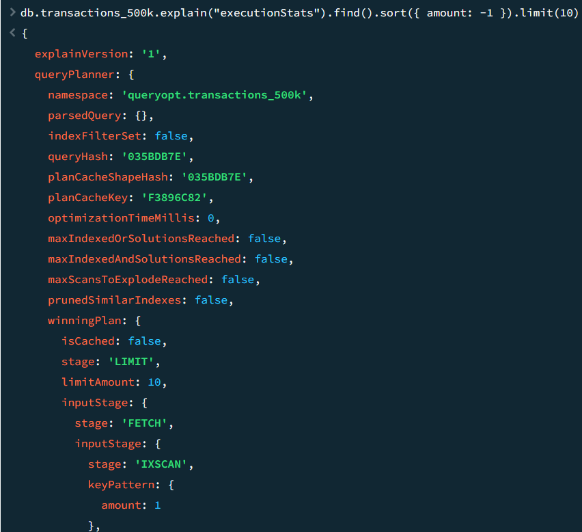 > db.transactions_500k.explain("executionStats").find().sort({ amount: -1 }).limit(10)
< {
explainVersion: '1',
queryPlanner: {
namespace: 'queryopt.transactions_500k',
parsedQuery: {},
indexFilterSet: false,
queryHash: '035BDB7E',
planCacheShapeHash: '035BDB7E',
planCacheKey: 'F3896C82',
optimizationTimeMillis: 0,
maxIndexedOrSolutionsReached: false,
maxIndexedAndSolutionsReached: false,
maxScansToExplodeReached: false,
prunedSimilarIndexes: false,
winningPlan: {
isCached: false,
stage: 'LIMIT',
limitAmount: 10,
inputStage: {
stage: 'FETCH',
inputStage: {
stage: 'IXSCAN',
keyPattern: {
amount: 1
},